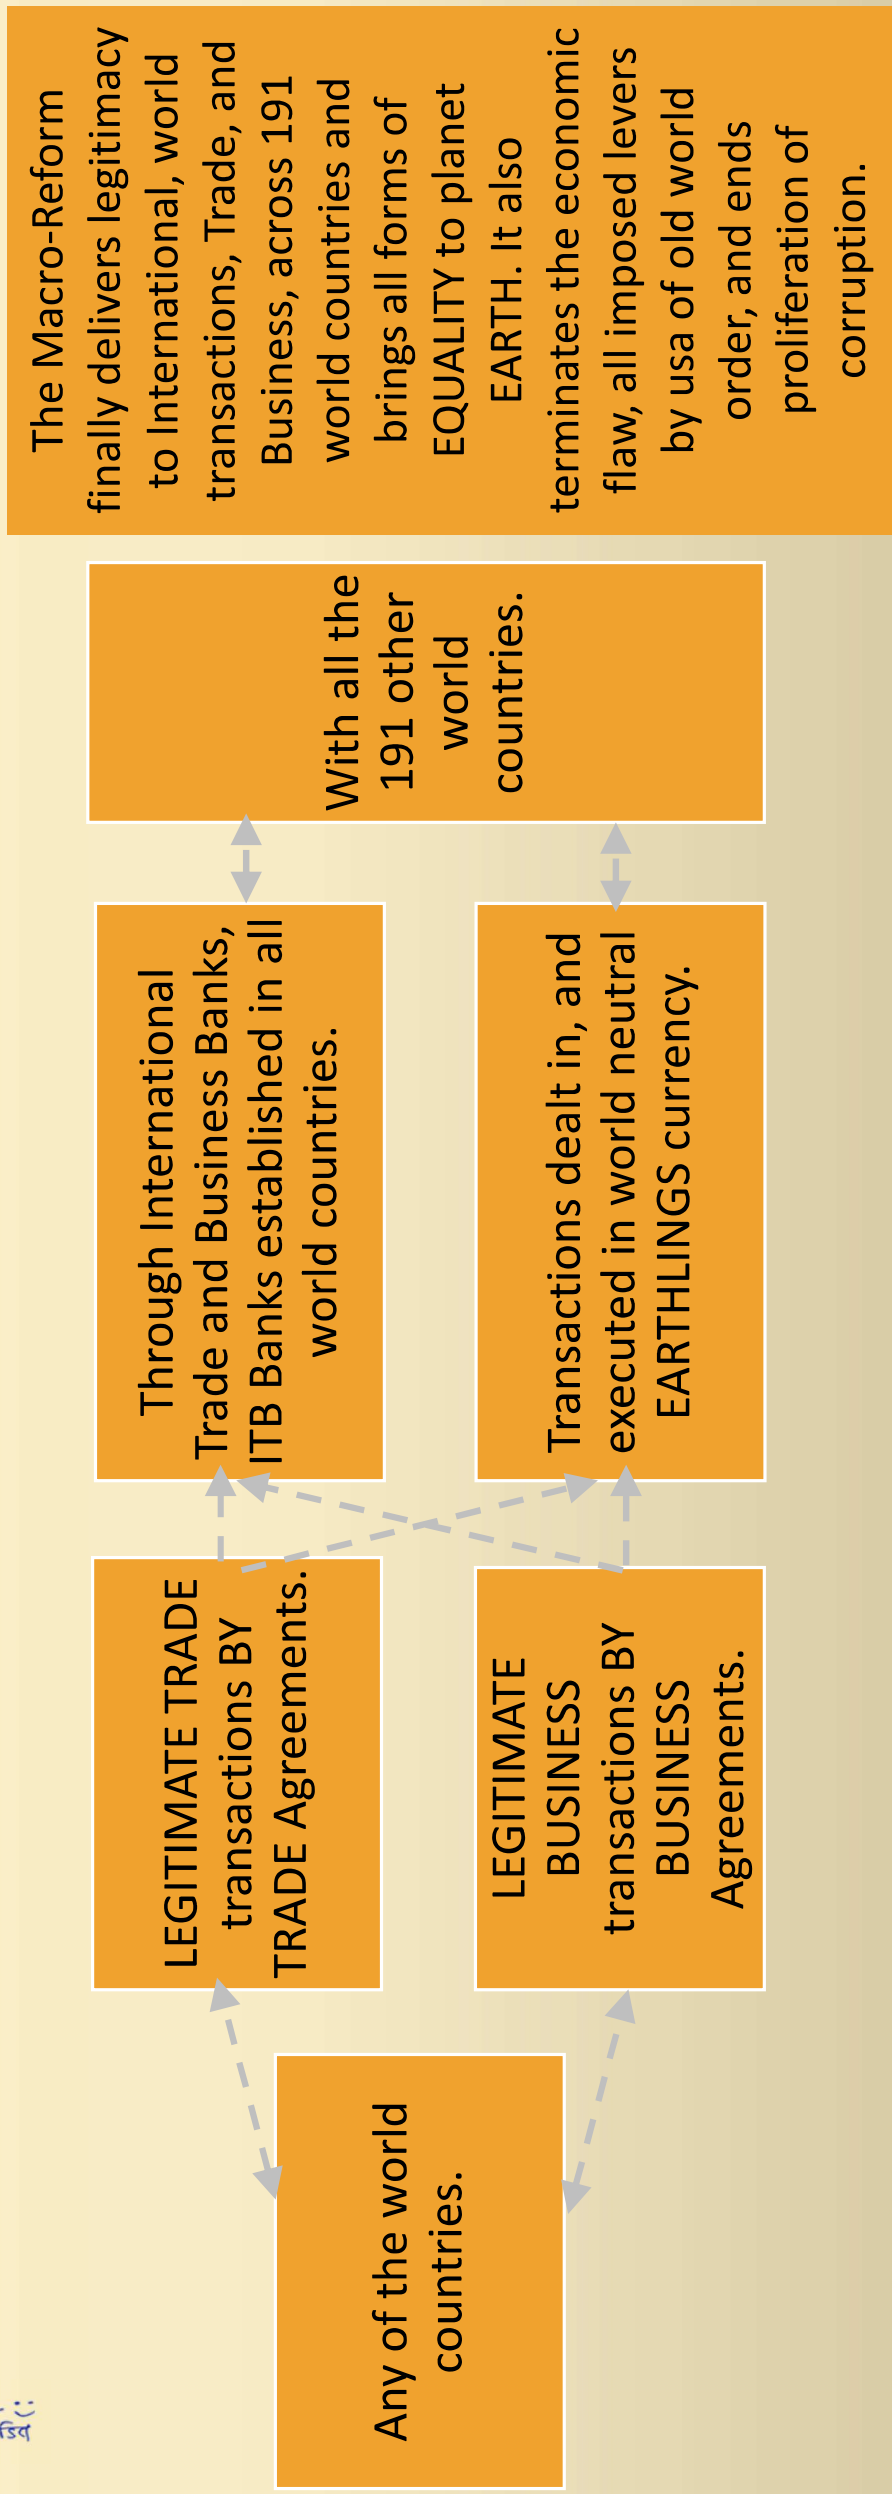 Any of the world
countries.
LEGITIMATE TRADE
transactions BY
TRADE Agreements.
LEGITIMATE
BUSINESS
transactions BY
BUSINESS
Agreements.
Through International
Trade and Business Banks,
ITB Banks established in all
world countries.
Transactions dealt in, and
executed in world neutral
EARTHLINGS currency.
With all the
191 other
world
countries.
The Macro-Reform
finally delivers legitimacy
to International, world
transactions, Trade, and
Business, across 191
world countries and
brings all forms of
EQUALITY to planet
EARTH. It also
terminates the economic
flaw, all imposed levers
by usa of old world
order, and ends
proliferation of
corruption.